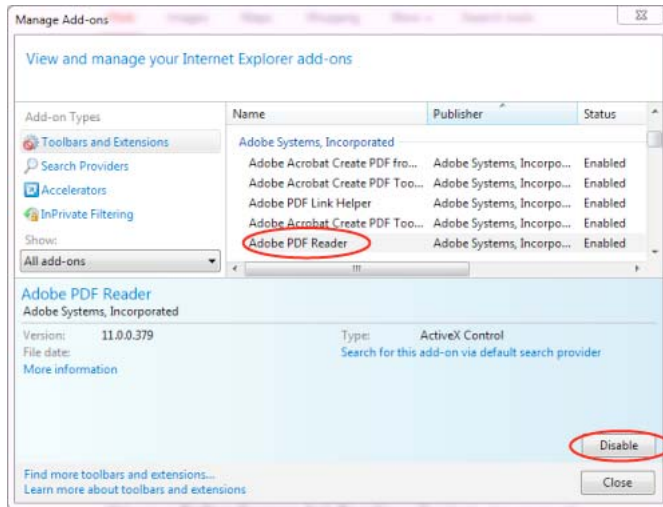 Manage Add-ons
View and manage your Internet Explorer add-ons
Add-on Types
Toolbars and Extensions
Search Providers
Accelerators
InPrivate Filtering
Show:
All add-ons
Name Publisher Status
Adobe Systems, Incorporated
Adobe Acrobat Create PDF fro... Adobe Systems, Incorpo... Enabled
Adobe Acrobat Create PDF Too... Adobe Systems, Incorpo... Enabled
Adobe PDF Link Helper Adobe Systems, Incorpo... Enabled
Adobe Acrobat Create PDF Too... Adobe Systems, Incorpo... Enabled
Adobe PDF Reader Adobe Systems, Incorpo... Enabled
Adobe PDF Reader
Adobe Systems, Incorporated
Version: 11.0.0.379 Type: ActiveX Control
File date: Search for this add-on via default search provider
More information
Disable
Find more toolbars and extensions...
Learn more about toolbars and extensions
Close